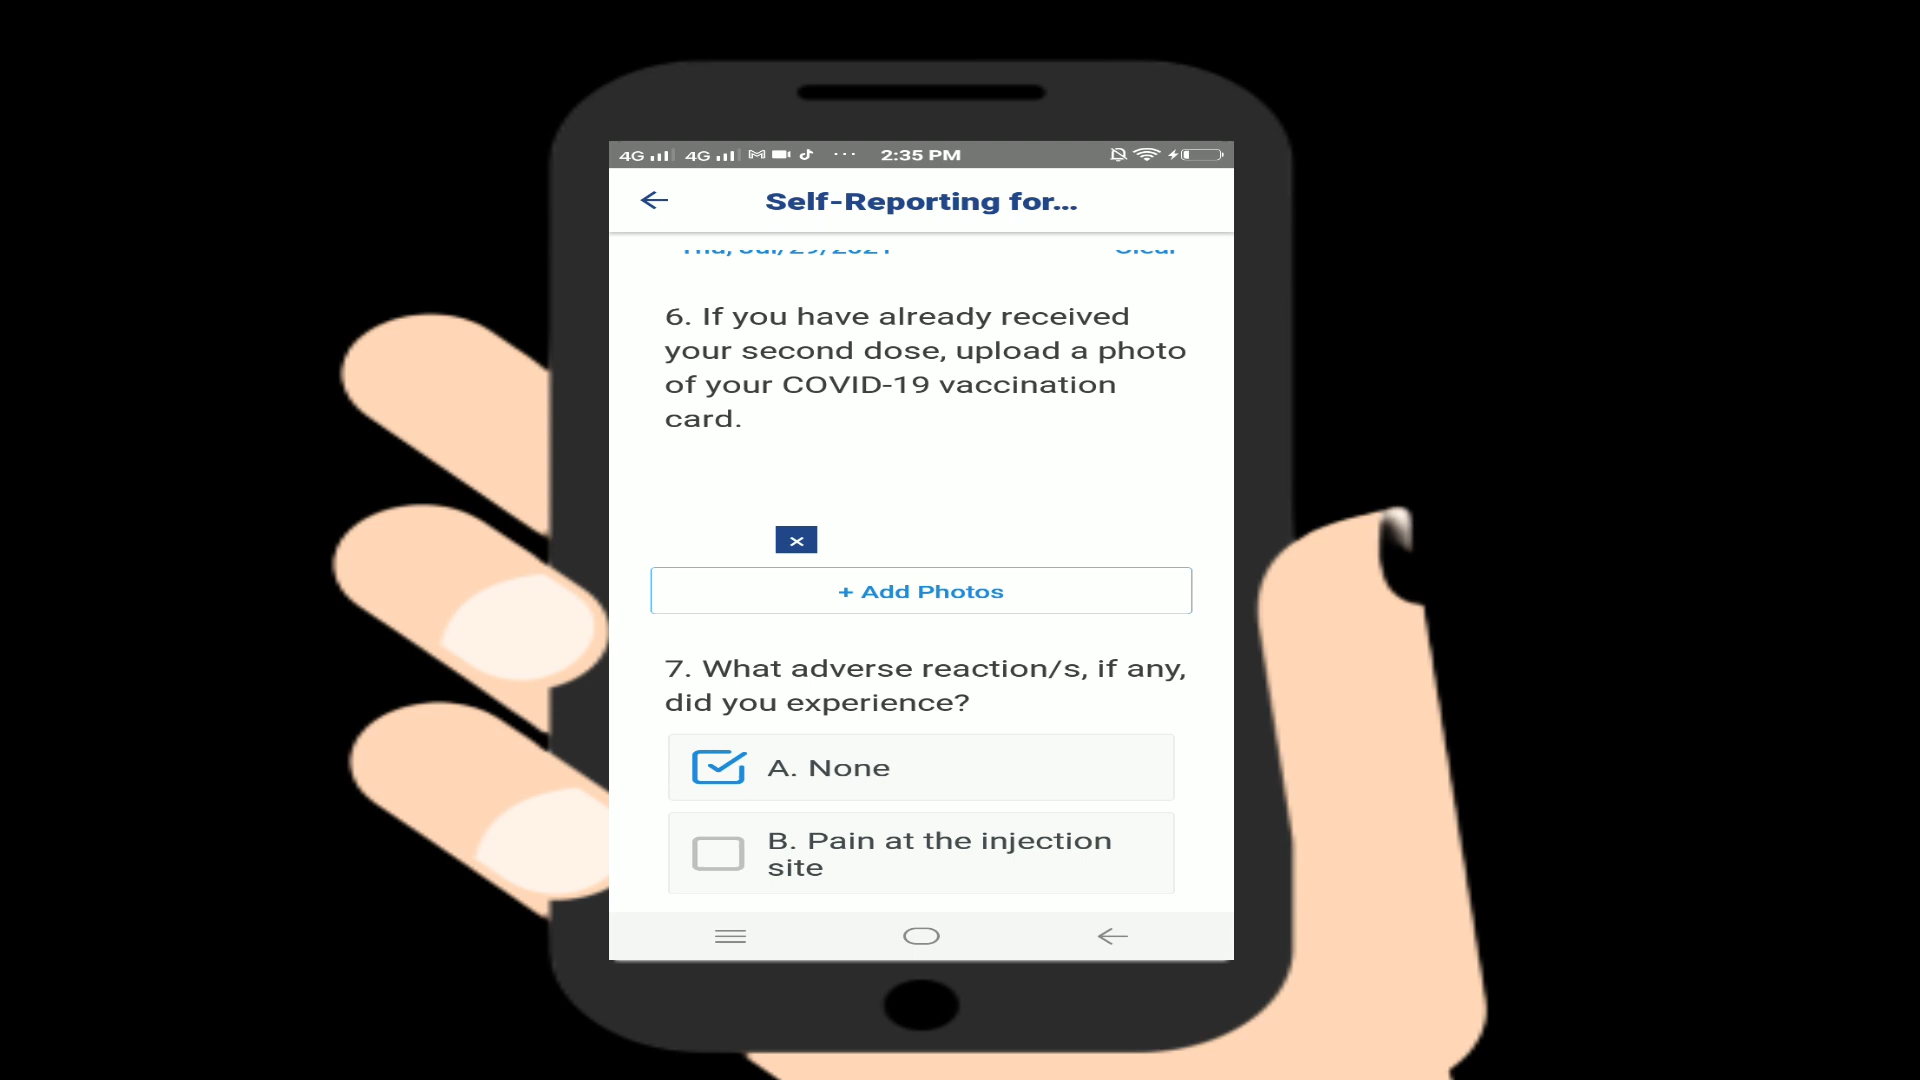 4G 4G 2:35 PM
Self-Reporting for...
Thu, Jul/29/2021 Clear
6. If you have already received
your second dose, upload a photo
of your COVID-19 vaccination
card.
×
+ Add Photos
7. What adverse reaction/s, if any,
did you experience?
A. None
B. Pain at the injection
site